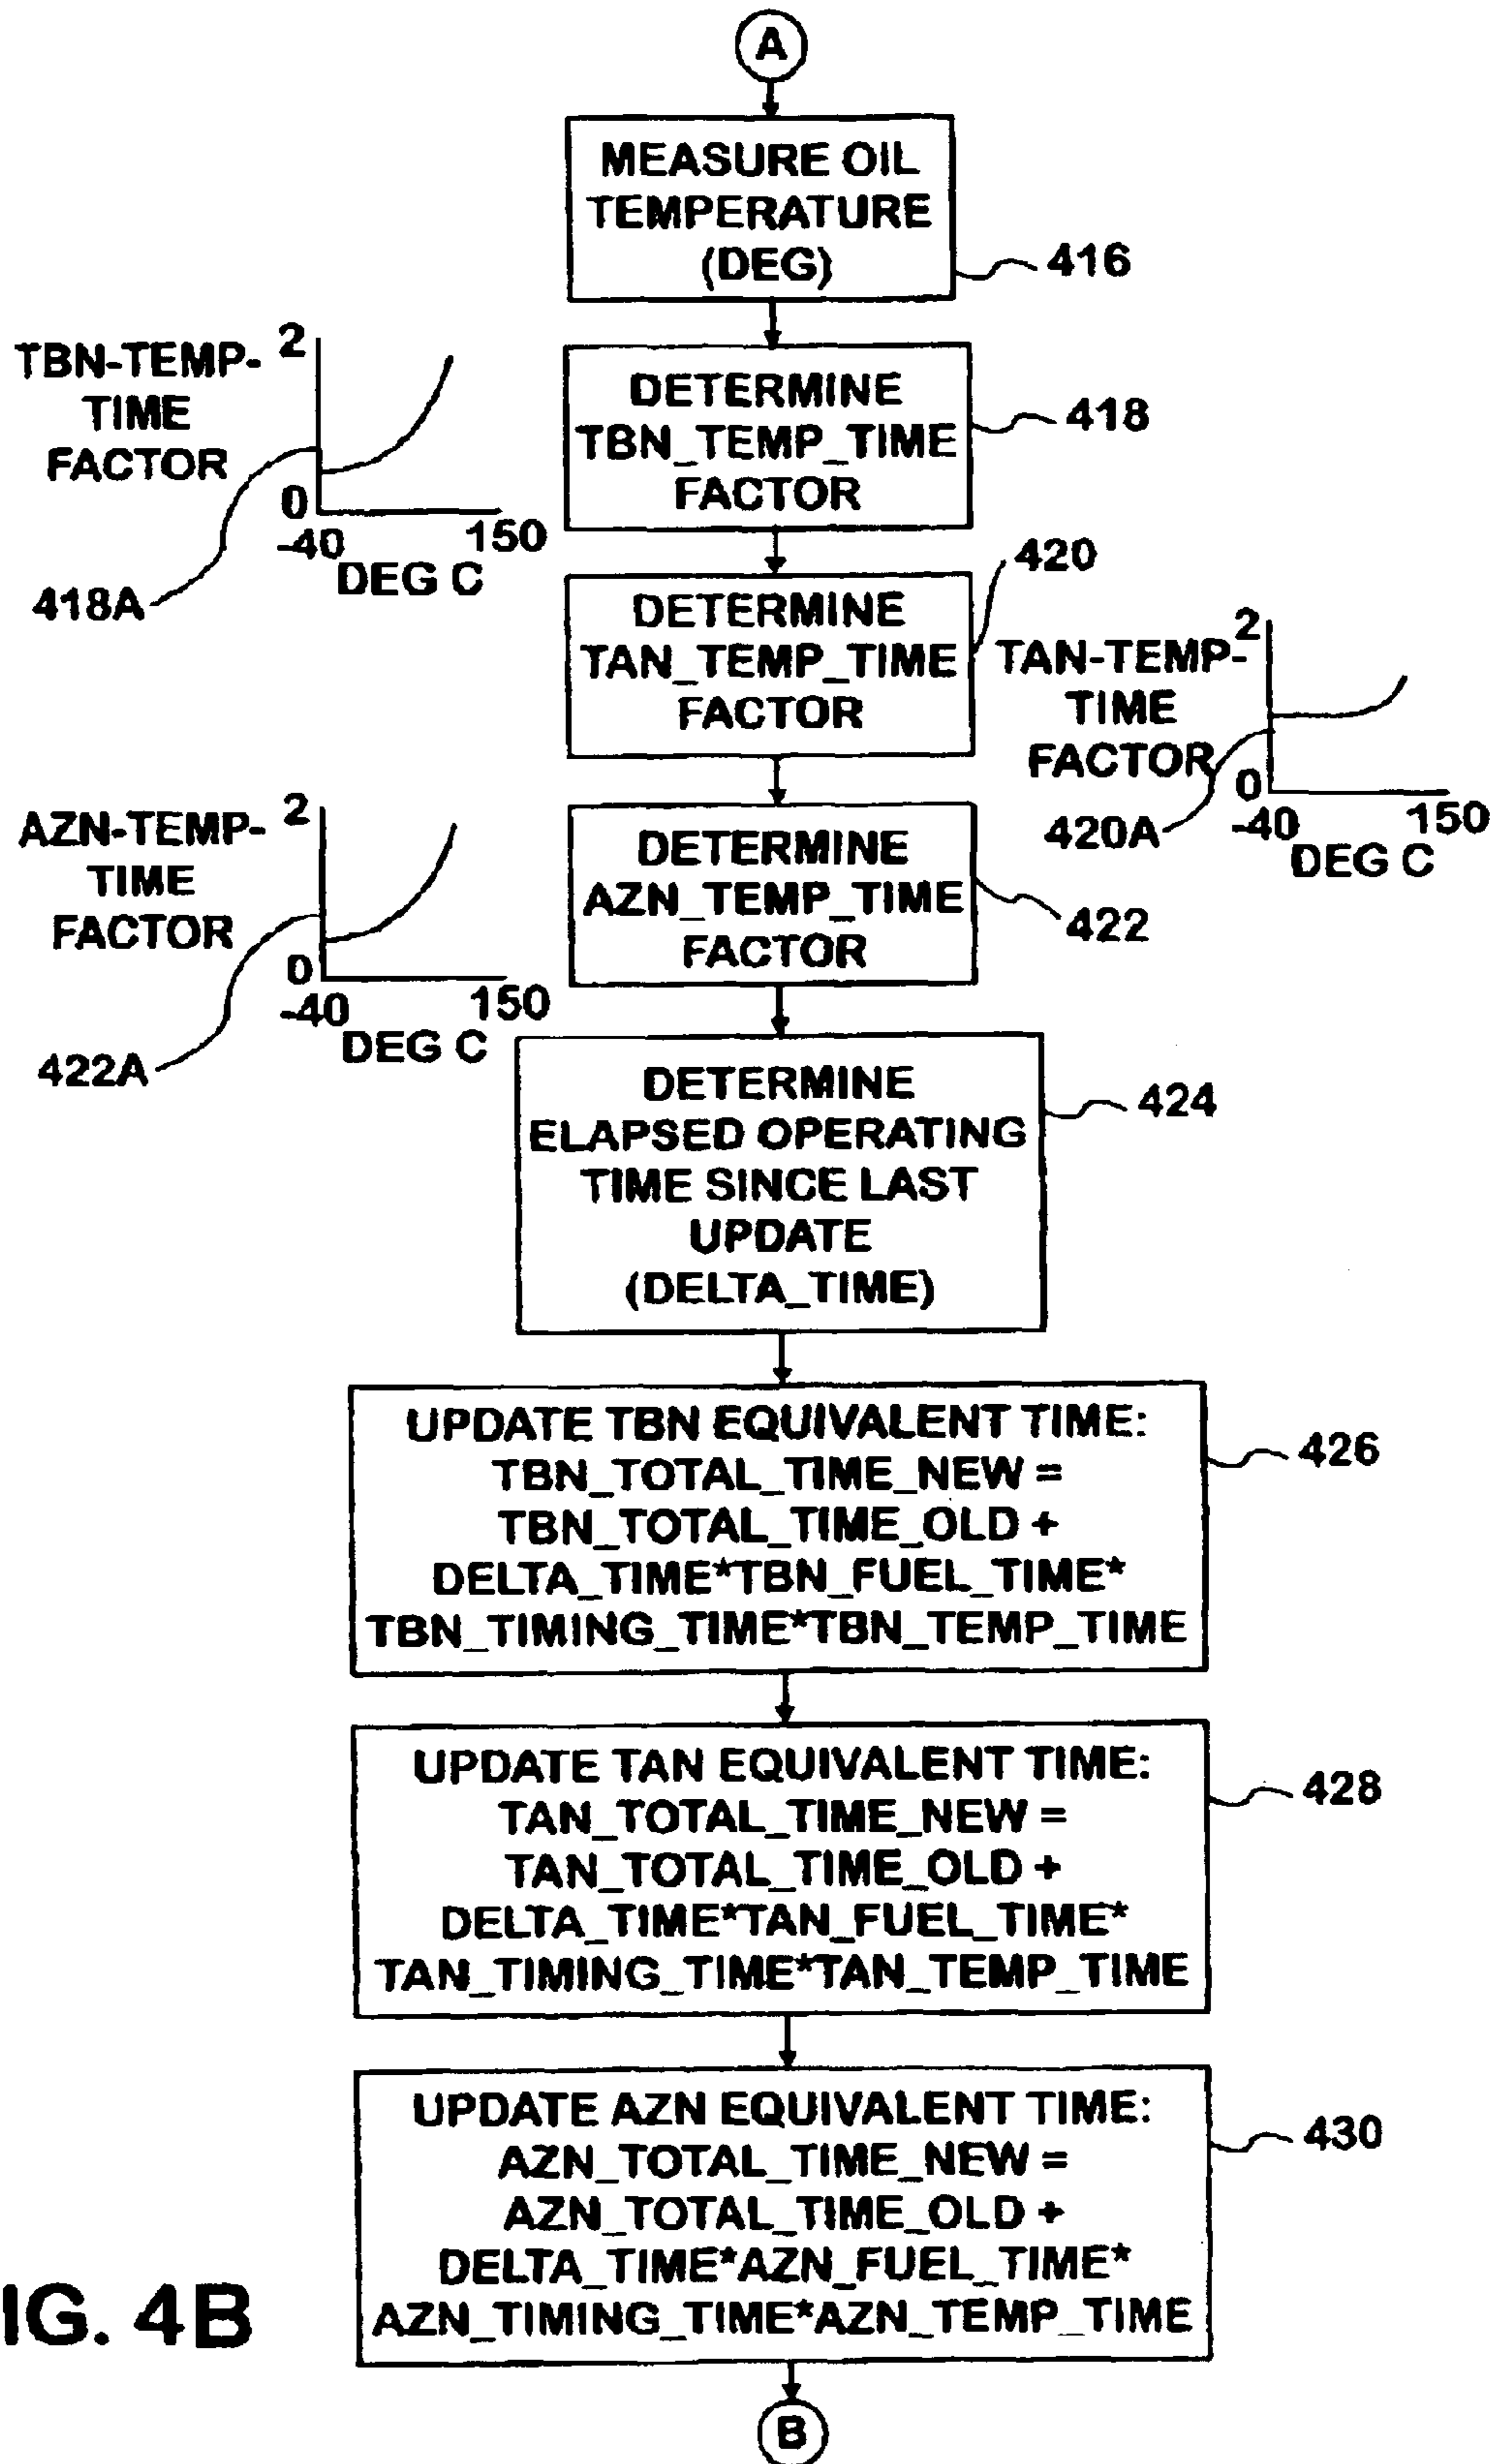 A
MEASURE OIL
TEMPERATURE
(DEG)
416
TBN-TEMP-
TIME
FACTOR
2
0
-40
150
DEG C
418A
DETERMINE
TBN_TEMP_TIME
FACTOR
418
DETERMINE
TAN_TEMP_TIME
FACTOR
420
TAN-TEMP-
TIME
FACTOR
2
0
-40
150
DEG C
420A
AZN-TEMP-
TIME
FACTOR
2
0
-40
150
DEG C
422A
DETERMINE
AZN_TEMP_TIME
FACTOR
422
DETERMINE
ELAPSED OPERATING
TIME SINCE LAST
UPDATE
(DELTA_TIME)
424
UPDATE TBN EQUIVALENT TIME:
TBN_TOTAL_TIME_NEW =
TBN_TOTAL_TIME_OLD +
DELTA_TIME*TBN_FUEL_TIME*
TBN_TIMING_TIME*TBN_TEMP_TIME
426
UPDATE TAN EQUIVALENT TIME:
TAN_TOTAL_TIME_NEW =
TAN_TOTAL_TIME_OLD +
DELTA_TIME*TAN_FUEL_TIME*
TAN_TIMING_TIME*TAN_TEMP_TIME
428
UPDATE AZN EQUIVALENT TIME:
AZN_TOTAL_TIME_NEW =
AZN_TOTAL_TIME_OLD +
DELTA_TIME*AZN_FUEL_TIME*
AZN_TIMING_TIME*AZN_TEMP_TIME
430
IG. 4B
B